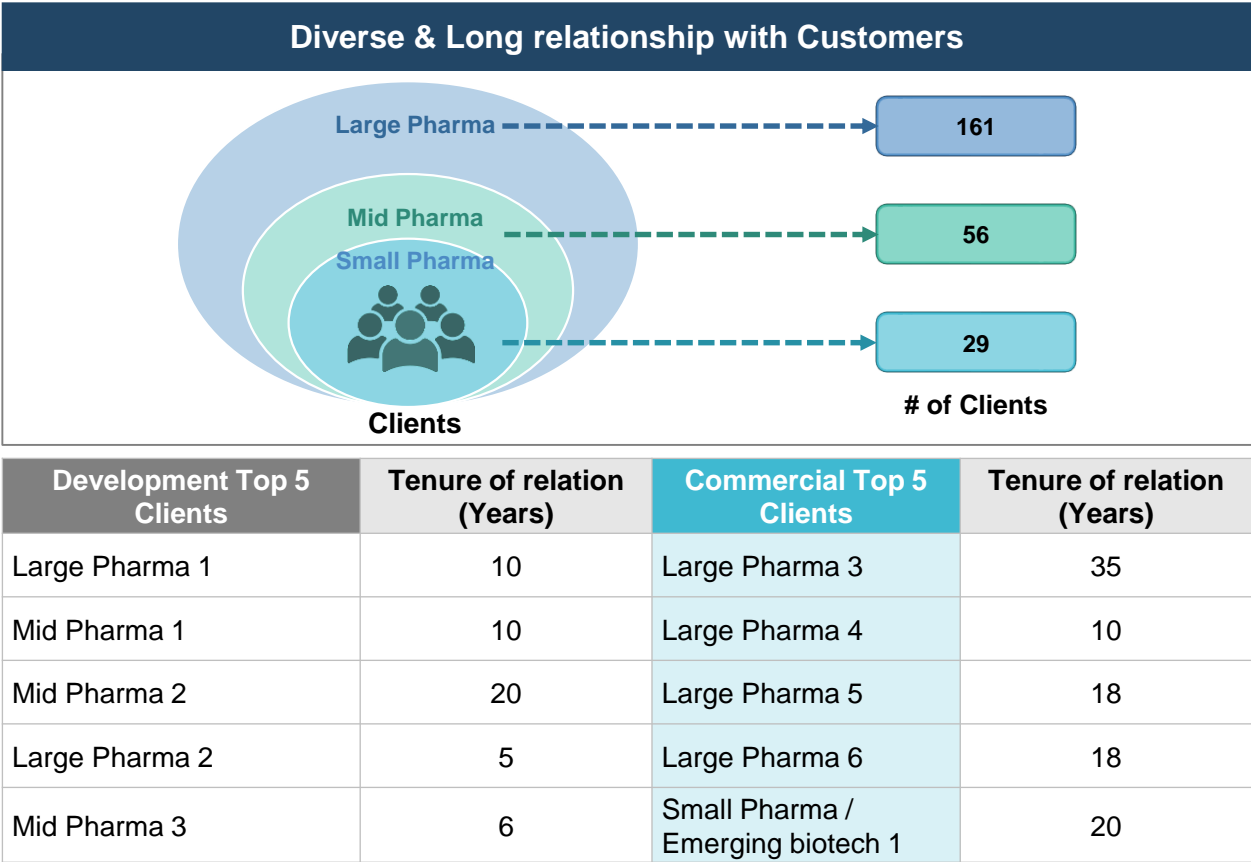 Diverse & Long relationship with Customers
Large Pharma
161
Mid Pharma
56
Small Pharma
29
Clients
# of Clients
Development Top 5
Clients
Tenure of relation
(Years)
Commercial Top 5
Clients
Tenure of relation
(Years)
Large Pharma 1
10
Large Pharma 3
35
Mid Pharma 1
10
Large Pharma 4
10
Mid Pharma 2
20
Large Pharma 5
18
Large Pharma 2
5
Large Pharma 6
18
Mid Pharma 3
6
Small Pharma /
Emerging biotech 1
20